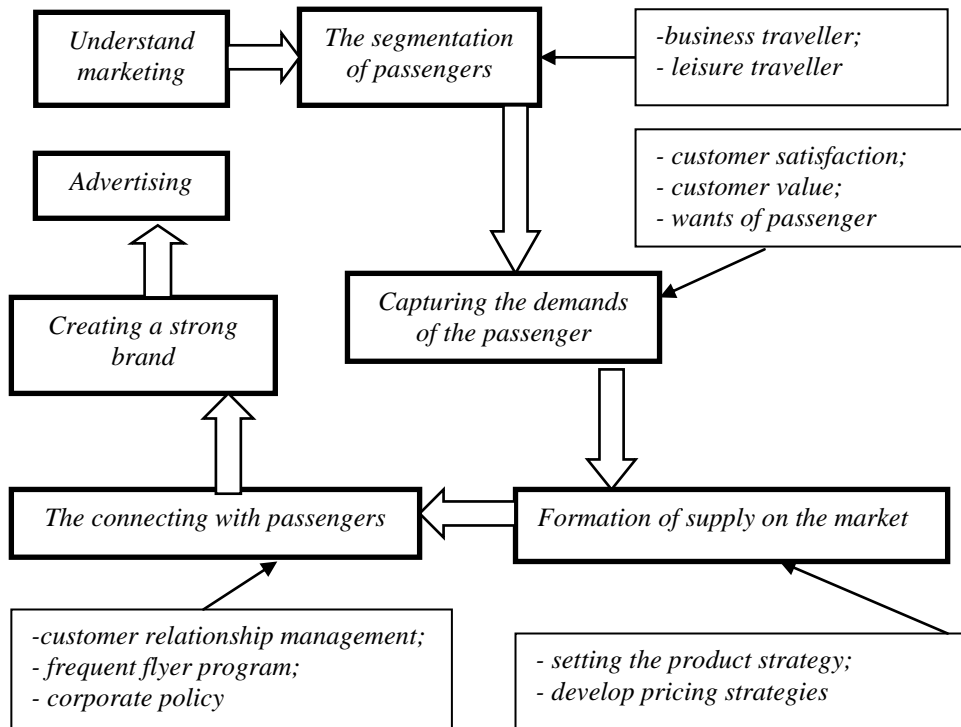 Understand
marketing
The segmentation
of passengers
-business traveller;
- leisure traveller
- customer satisfaction;
- customer value;
- wants of passenger
Advertising
Creating a strong
brand
Capturing the demands
of the passenger
The connecting with passengers
Formation of supply on the market
-customer relationship management;
- frequent flyer program;
- corporate policy
- setting the product strategy;
- develop pricing strategies